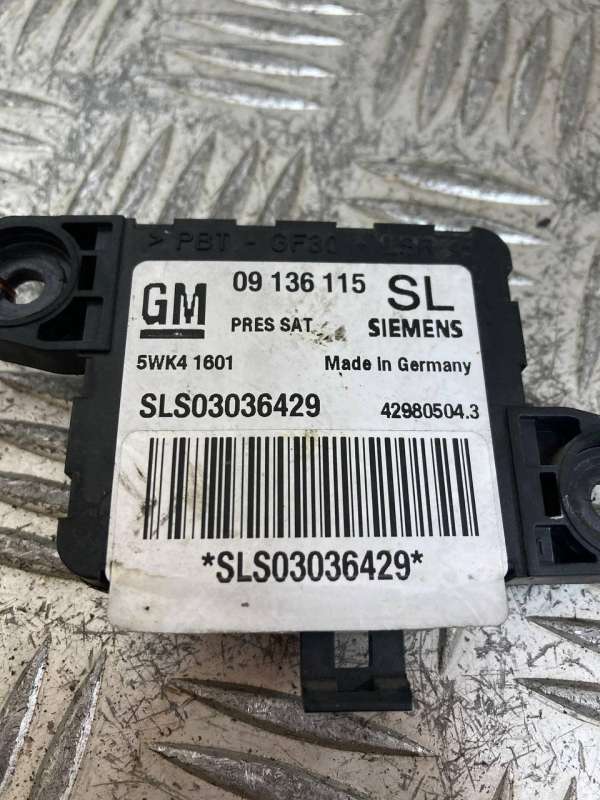 > PBT - GF30
GM 09 136 115 SL
PRES SAT SIEMENS
5WK4 1601 Made in Germany
SLS03036429 42980504.3
*SLS03036429*